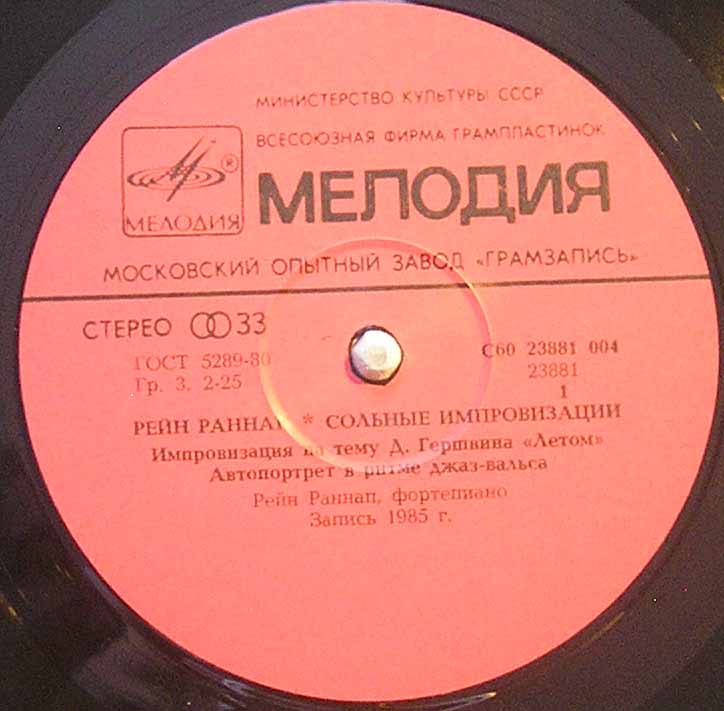 МИНИСТЕРСТВО КУЛЬТУРЫ СССР
ВСЕСОЮЗНАЯ ФИРМА ГРАМПЛАСТИНОК
® МЕЛОДИЯ
МЕЛОДИЯ
МОСКОВСКИЙ ОПЫТНЫЙ ЗАВОД «ГРАМЗАПИСЬ»
СТЕРЕО 33
ГОСТ 5289-80
Гр. 3. 2-25
С60 23881 004
23881
1
РЕЙН РАННАП * СОЛЬНЫЕ ИМПРОВИЗАЦИИ
Импровизация на тему Д. Гершвина «Летом»
Автопортрет в ритме джаз-вальса
Рейн Раннап, фортепиано
Запись 1985 г.